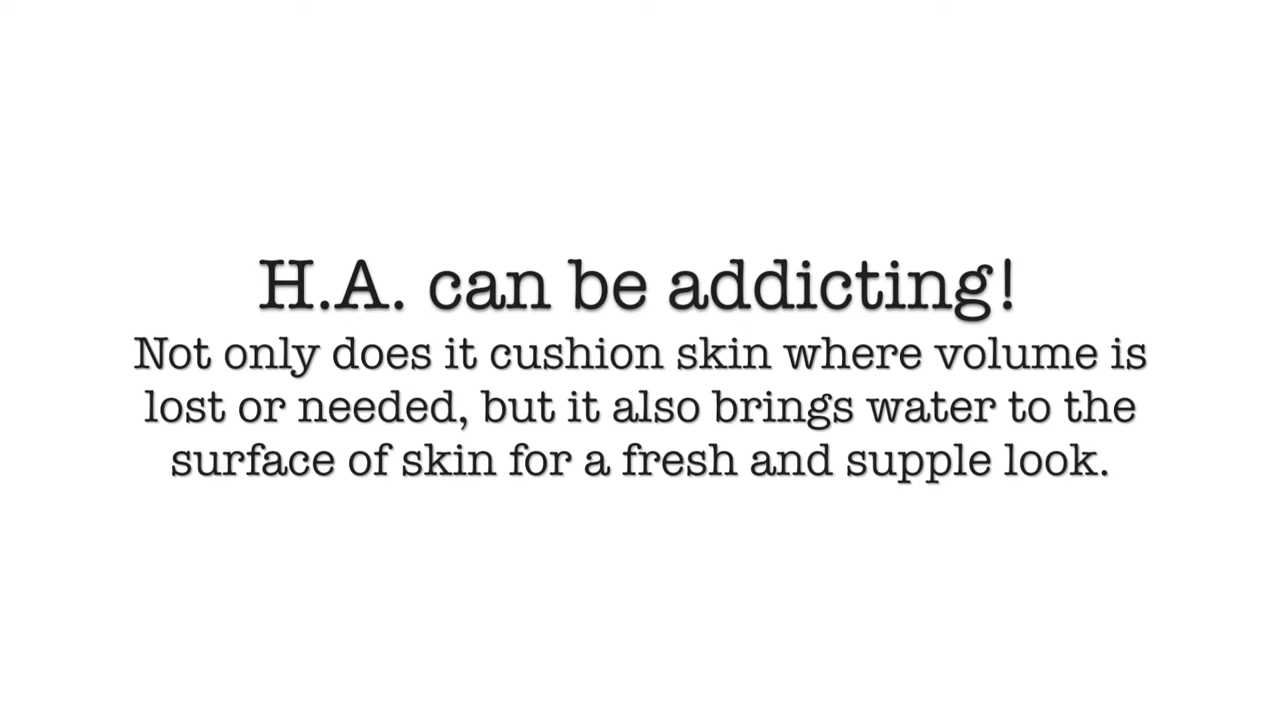 H.A. can be addicting!
Not only does it cushion skin where volume is
lost or needed, but it also brings water to the
surface of skin for a fresh and supple look.